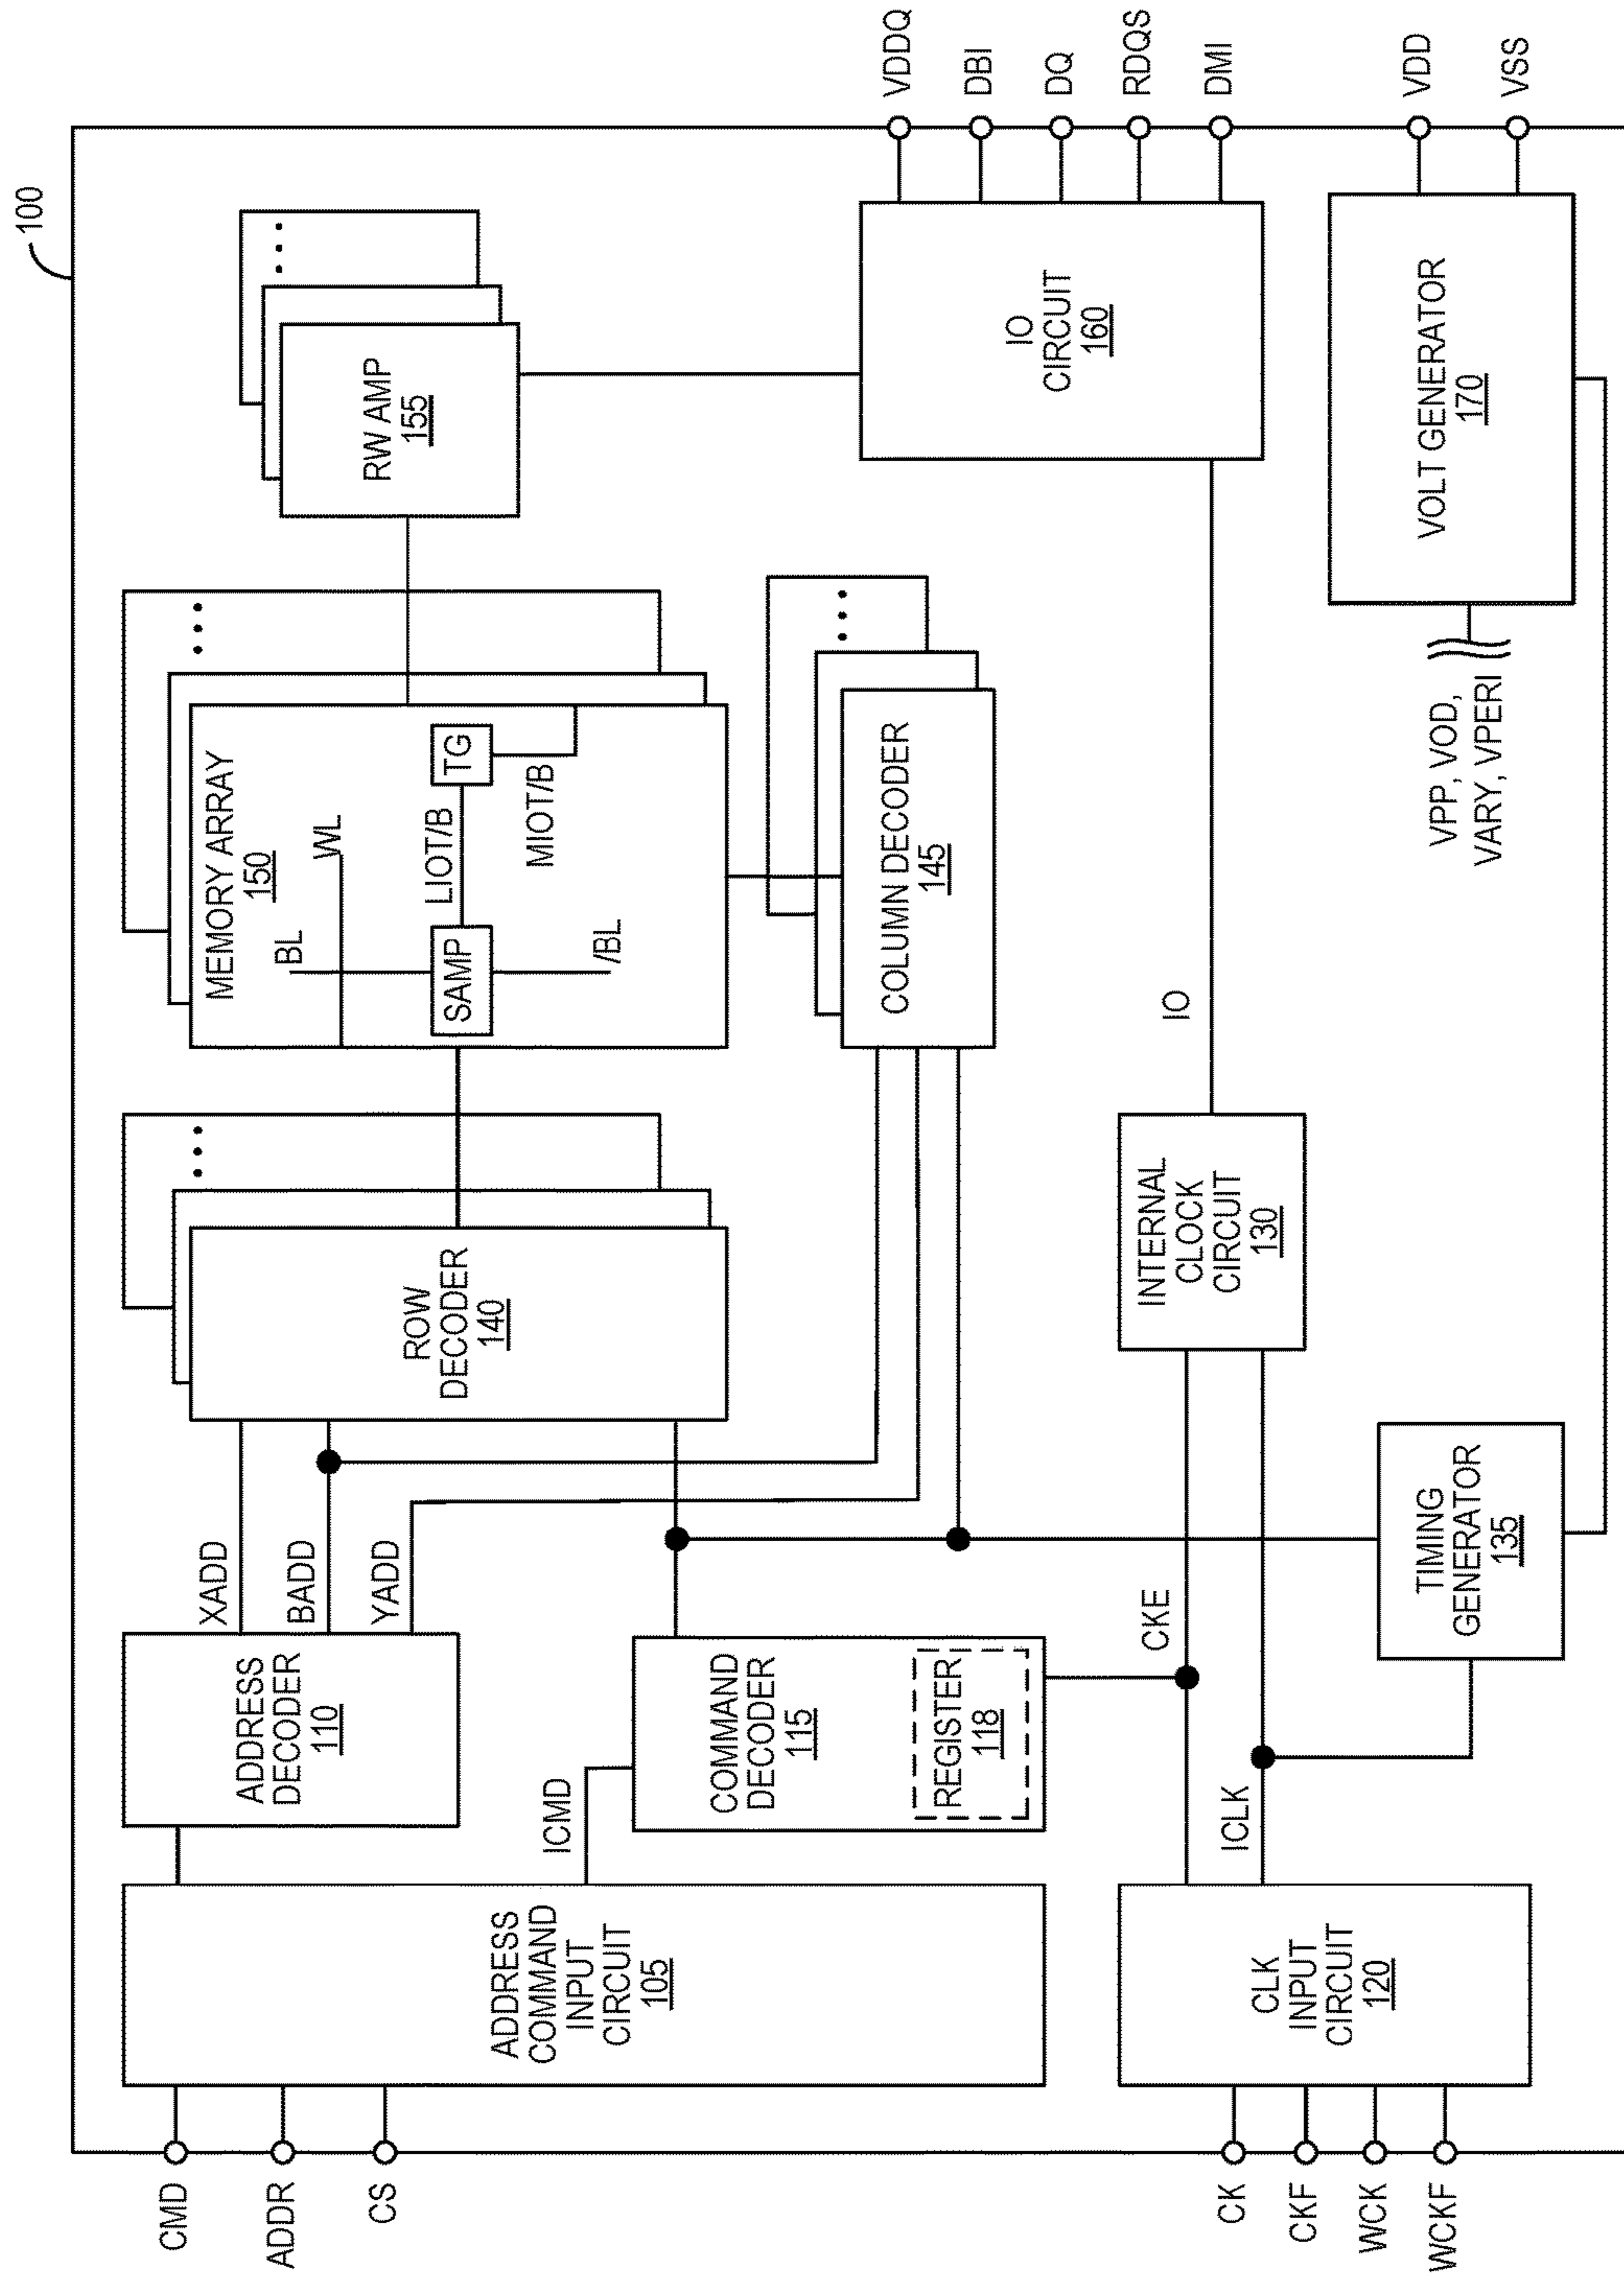 100
CMD
ADDR
CS
CK
CKF
WCK
WCKF
ADDRESS
COMMAND
INPUT
CIRCUIT
105
ADDRESS
DECODER
110
XADD
BADD
YADD
ICMD
COMMAND
DECODER
115
REGISTER
118
CLK
INPUT
CIRCUIT
120
CKE
ICLK
INTERNAL
CLOCK
CIRCUIT
130
TIMING
GENERATOR
135
ROW
DECODER
140
MEMORY ARRAY
150
BL
WL
SAMP
LIOT/B
TG
MIOT/B
/BL
COLUMN DECODER
145
RW AMP
155
IO
IO
CIRCUIT
160
VPP, VOD,
VARY, VPERI
VOLT GENERATOR
170
VDDQ
DBI
DQ
RDQS
DMI
VDD
VSS